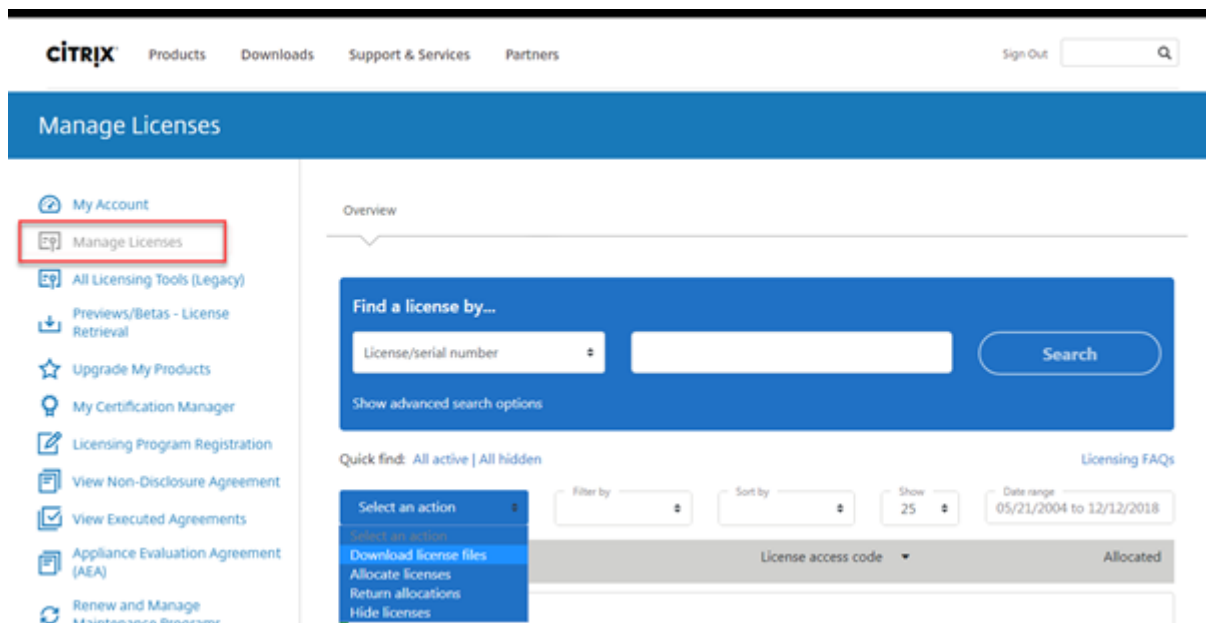 CİTRIX
Products
Downloads
Support & Services
Partners
Sign Out
Manage Licenses
My Account
Manage Licenses
All Licensing Tools (Legacy)
Previews/Betas - License
Retrieval
Upgrade My Products
My Certification Manager
Licensing Program Registration
View Non-Disclosure Agreement
View Executed Agreements
Appliance Evaluation Agreement
(AEA)
Renew and Manage
Maintenance Programs
Overview
Find a license by...
License/serial number
Search
Show advanced search options
Quick find: All active | All hidden
Licensing FAQs
Select an action
Filter by
Sort by
Show
25
Date range
05/21/2004 to 12/12/2018
Select an action
Download license files
Allocate licenses
Return allocations
Hide licenses
License access code
Allocated